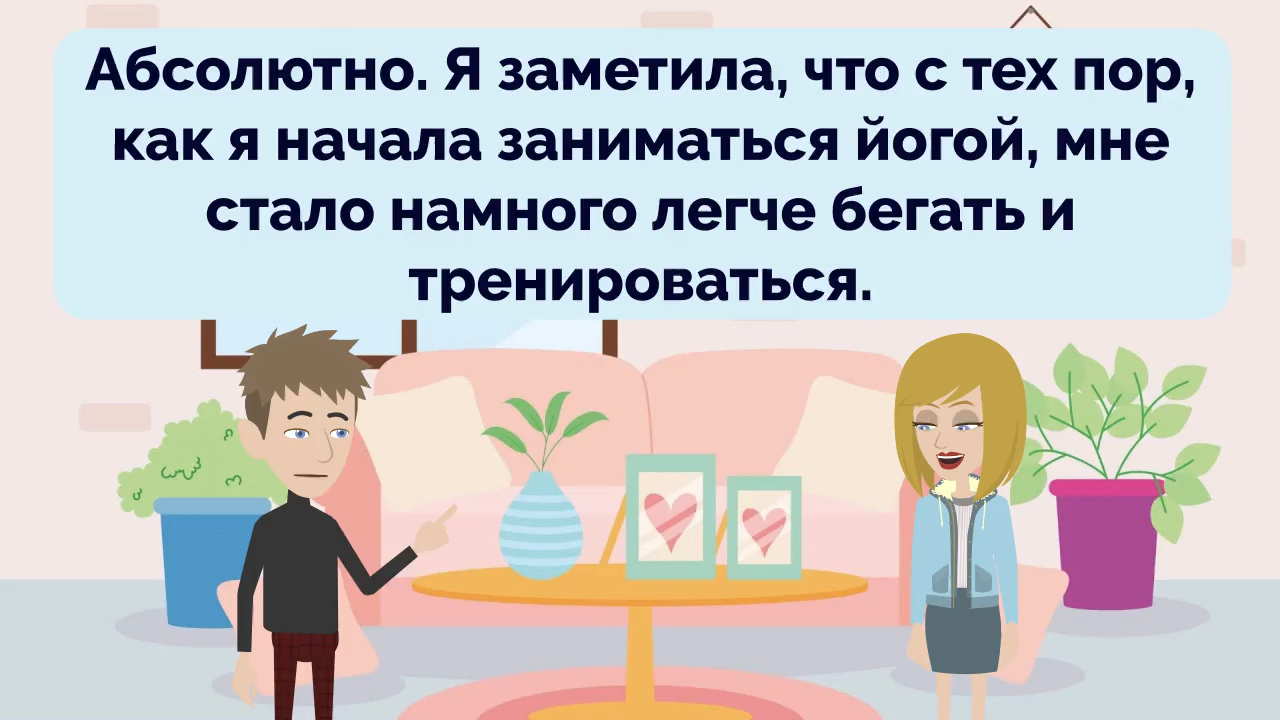 Абсолютно. Я заметила, что с тех пор,
как я начала заниматься йогой, мне
стало намного легче бегать и
тренироваться.